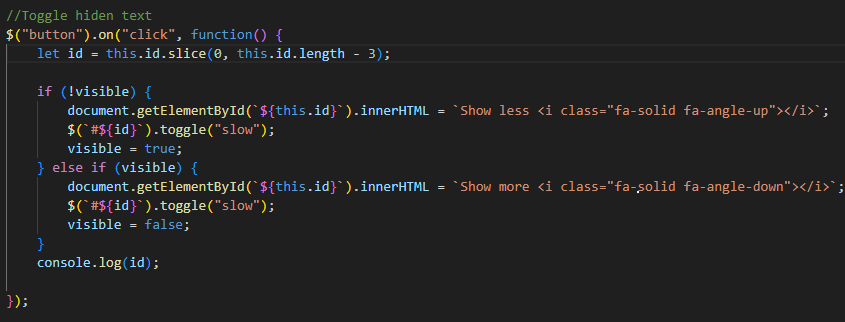 //Toggle hiden text
$("button").on("click", function() {
    let id = this.id.slice(0, this.id.length - 3);

    if (!visible) {
        document.getElementById(`${this.id}`).innerHTML = `Show less <i class="fa-solid fa-angle-up"></i>`;
        $(`#${id}`).toggle("slow");
        visible = true;
    } else if (visible) {
        document.getElementById(`${this.id}`).innerHTML = `Show more <i class="fa-solid fa-angle-down"></i>`;
        $(`#${id}`).toggle("slow");
        visible = false;
    }
    console.log(id);

});